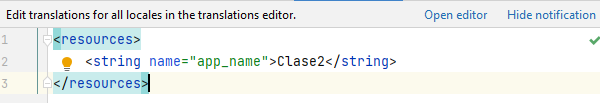 Edit translations for all locales in the translations editor. Open editor Hide notification
1 <resources>
2 <string name="app_name">Clase2</string>
3 </resources>